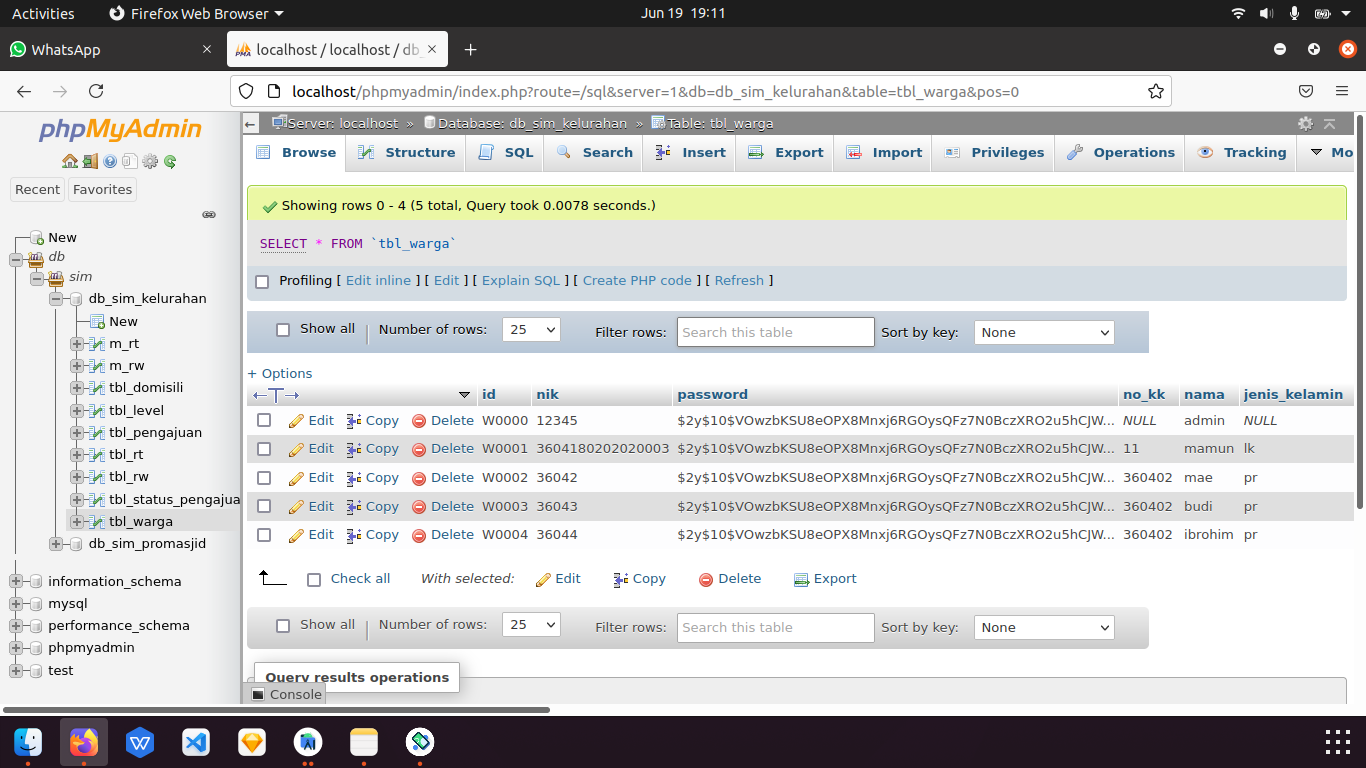 Activities Firefox Web Browser Jun 19 19:11
WhatsApp localhost / localhost / db_
localhost/phpmyadmin/index.php?route=/sql&server=1&db=db_sim_kelurahan&table=tbl_warga&pos=0
phpMyAdmin
Recent Favorites
New
db
sim
db_sim_kelurahan
New
m_rt
m_rw
tbl_domisili
tbl_level
tbl_pengajuan
tbl_rt
tbl_rw
tbl_status_pengajua
tbl_warga
db_sim_promasjid
information_schema
mysql
performance_schema
phpmyadmin
test
Server: localhost » Database: db_sim_kelurahan » Table: tbl_warga
Browse Structure SQL Search Insert Export Import Privileges Operations Tracking Mo
Showing rows 0 - 4 (5 total, Query took 0.0078 seconds.)
SELECT * FROM `tbl_warga`
Profiling [ Edit inline ] [ Edit ] [ Explain SQL ] [ Create PHP code ] [ Refresh ]
Show all | Number of rows: 25 Filter rows: Search this table Sort by key: None
+ Options
←T→ id nik password no_kk nama jenis_kelamin
Edit Copy Delete W0000 12345 $2y$10$VOwzbKSU8eOPX8Mnxj6RGOysQFz7N0BczXRO2u5hCJW... NULL admin NULL
Edit Copy Delete W0001 3604180202020003 $2y$10$VOwzbKSU8eOPX8Mnxj6RGOysQFz7N0BczXRO2u5hCJW... 11 mamun lk
Edit Copy Delete W0002 36042 $2y$10$VOwzbKSU8eOPX8Mnxj6RGOysQFz7N0BczXRO2u5hCJW... 360402 mae pr
Edit Copy Delete W0003 36043 $2y$10$VOwzbKSU8eOPX8Mnxj6RGOysQFz7N0BczXRO2u5hCJW... 360402 budi pr
Edit Copy Delete W0004 36044 $2y$10$VOwzbKSU8eOPX8Mnxj6RGOysQFz7N0BczXRO2u5hCJW... 360402 ibrohim pr
Check all With selected: Edit Copy Delete Export
Show all | Number of rows: 25 Filter rows: Search this table Sort by key: None
Query results operations
Console